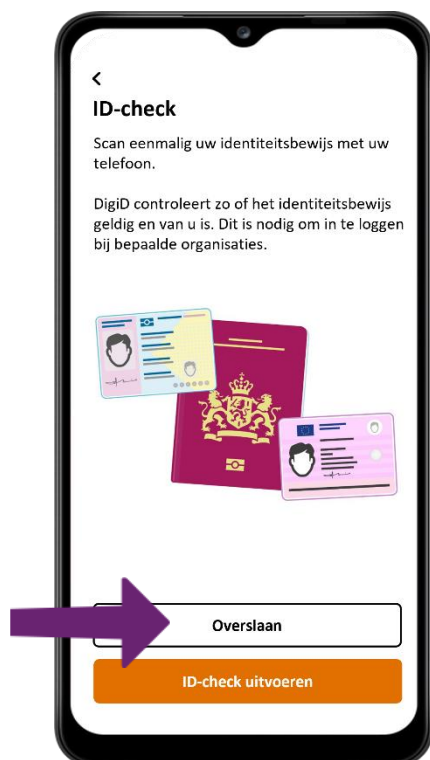 ID-check
Scan eenmalig uw identiteitsbewijs met uw
telefoon.
DigiD controleert zo of het identiteitsbewijs
geldig en van u is. Dit is nodig om in te loggen
bij bepaalde organisaties.
Overslaan
ID-check uitvoeren